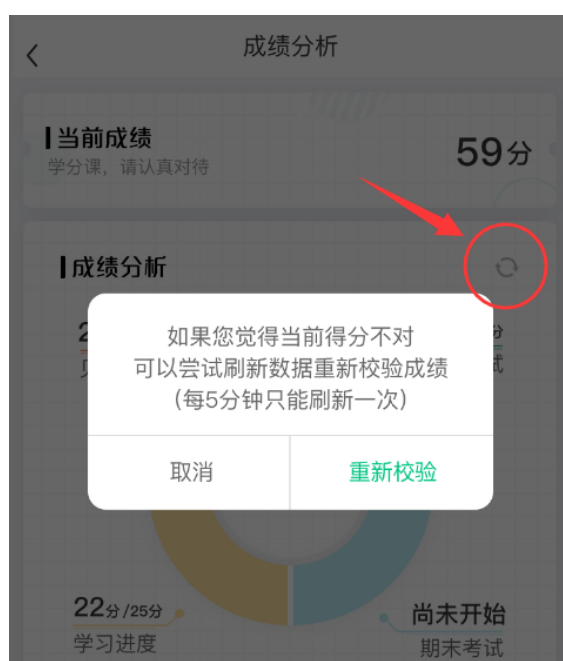 成绩分析
当前成绩
学分课，请认真对待
59分
成绩分析
如果您觉得当前得分不对
可以尝试刷新数据重新校验成绩
（每5分钟只能刷新一次）
取消
重新校验
22分/25分
学习进度
尚未开始
期末考试